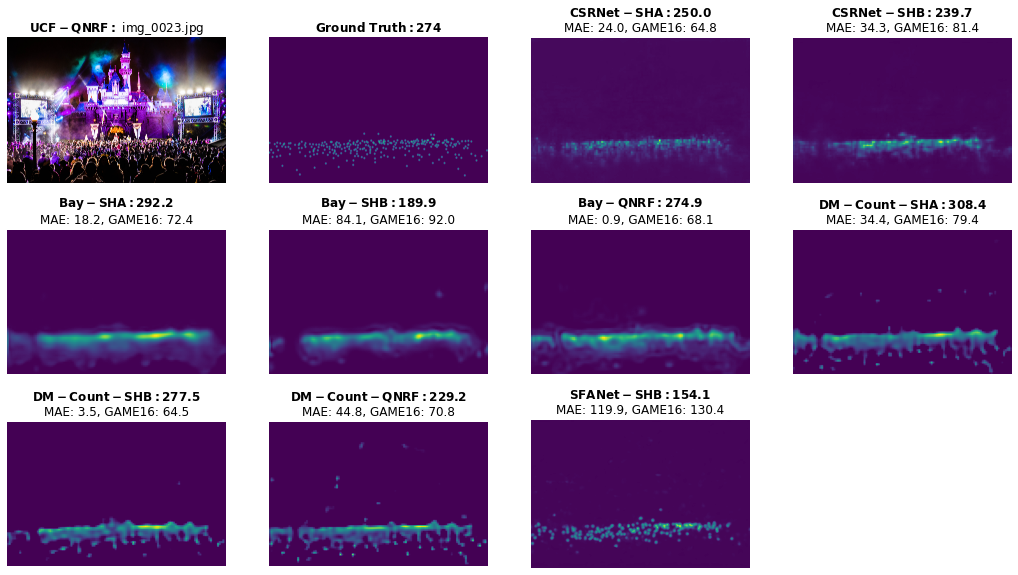 UCF − QNRF : img_0023.jpg
Ground Truth : 274
CSRNet − SHA : 250.0
MAE: 24.0, GAME16: 64.8
CSRNet − SHB : 239.7
MAE: 34.3, GAME16: 81.4
Bay − SHA : 292.2
MAE: 18.2, GAME16: 72.4
Bay − SHB : 189.9
MAE: 84.1, GAME16: 92.0
Bay − QNRF : 274.9
MAE: 0.9, GAME16: 68.1
DM − Count − SHA : 308.4
MAE: 34.4, GAME16: 79.4
DM − Count − SHB : 277.5
MAE: 3.5, GAME16: 64.5
DM − Count − QNRF : 229.2
MAE: 44.8, GAME16: 70.8
SFANet − SHB : 154.1
MAE: 119.9, GAME16: 130.4